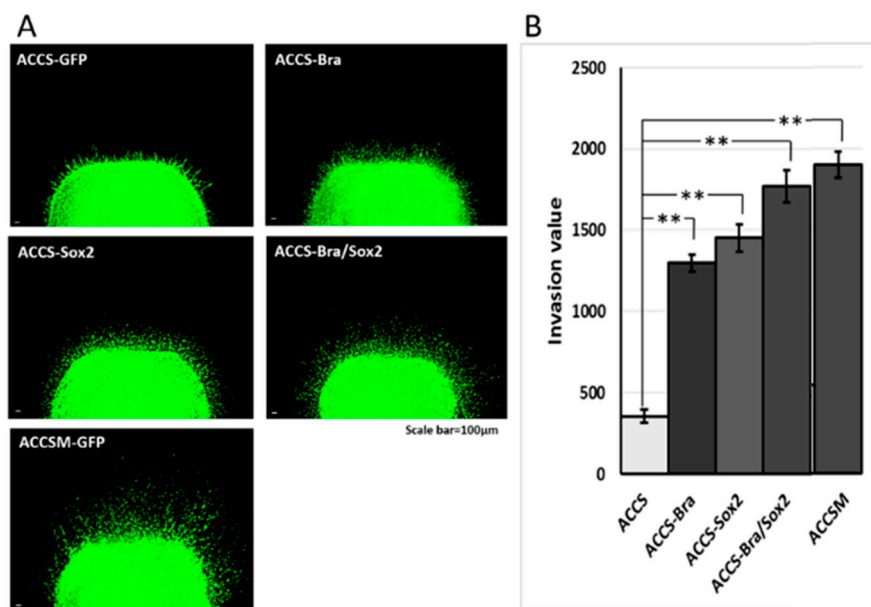 A
ACCS-GFP
ACCS-Bra
ACCS-Sox2
ACCS-Bra/Sox2
Scale bar=100µm
ACCSM-GFP
B
2500
2000
1500
1000
500
0
Invasion value
**
**
**
**
ACCS
ACCS-Bra
ACCS-Sox2
ACCS-Bra/Sox2
ACCSM